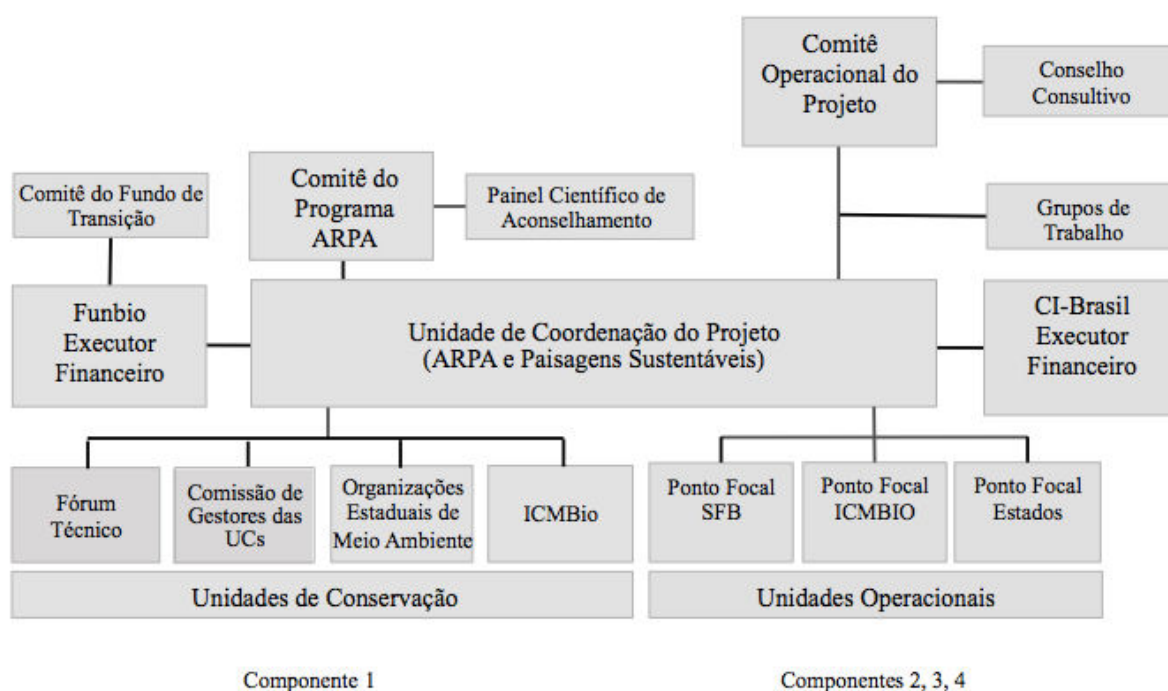 Comitê
Operacional do
Projeto
Conselho
Consultivo
Comitê do Fundo de
Transição
Comitê do
Programa
ARPA
Painel Científico de
Aconselhamento
Grupos de
Trabalho
Funbio
Executor
Financeiro
Unidade de Coordenação do Projeto
(ARPA e Paisagens Sustentáveis)
CI-Brasil
Executor
Financeiro
Fórum
Técnico
Comissão de
Gestores das
UCs
Organizações
Estaduais de
Meio Ambiente
ICMBio
Ponto Focal
SFB
Ponto Focal
ICMBIO
Ponto Focal
Estados
Unidades de Conservação
Unidades Operacionais
Componente 1
Componentes 2, 3, 4